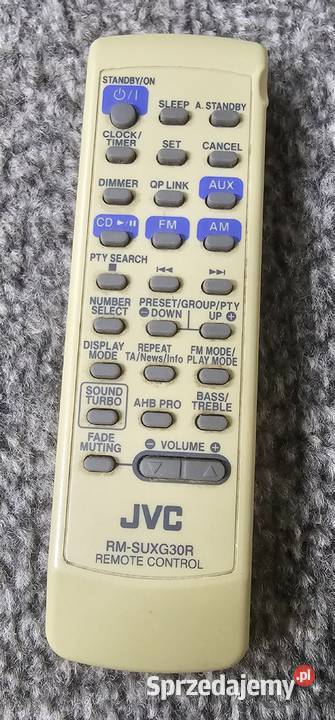 STANDBY/ON
⏻/I SLEEP A. STANDBY
CLOCK/
TIMER SET CANCEL
DIMMER QP LINK AUX
CD ►/II FM AM
PTY SEARCH
■ I◄◄ ►►I
NUMBER
SELECT PRESET/GROUP/PTY
⊖DOWN UP⊕
DISPLAY
MODE REPEAT
TA/News/Info FM MODE/
PLAY MODE
SOUND
TURBO AHB PRO BASS/
TREBLE
FADE
MUTING ⊖ VOLUME ⊕
JVC
RM-SUXG30R
REMOTE CONTROL
Sprzedajemy.pl